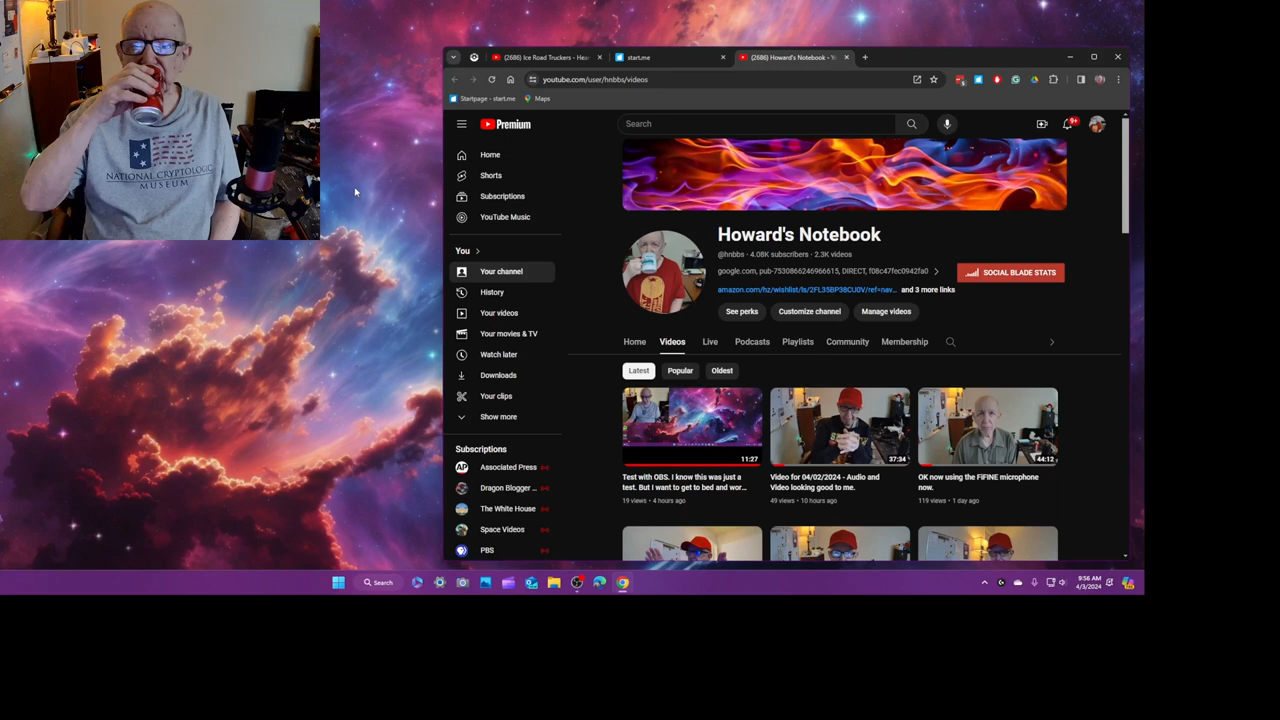 NATIONAL CRYPTOLOGIC
MUSEUM
(2686) Ice Road Truckers - Hea
start.me
(2686) Howard's Notebook - Yo
youtube.com/user/hnbbs/videos
Startpage - start.me
Maps
Premium
Search
9+
Home
Shorts
Subscriptions
YouTube Music
You
Your channel
History
Your videos
Your movies & TV
Watch later
Downloads
Your clips
Show more
Subscriptions
AP Associated Press
Dragon Blogger ...
The White House
Space Videos
PBS
Howard's Notebook
@hnbbs · 4.08K subscribers · 2.3K videos
google.com, pub-7530866246966615, DIRECT, f08c47fec0942fa0
amazon.com/hz/wishlist/ls/2FL35BP38CU0V/ref=nav... and 3 more links
SOCIAL BLADE STATS
See perks
Customize channel
Manage videos
Home
Videos
Live
Podcasts
Playlists
Community
Membership
Latest
Popular
Oldest
11:27
37:34
44:12
Test with OBS. I know this was just a
test. But I want to get to bed and wor...
19 views · 4 hours ago
Video for 04/02/2024 - Audio and
Video looking good to me.
49 views · 10 hours ago
OK now using the FiFINE microphone
now.
119 views · 1 day ago
Search
9:56 AM
4/3/2024